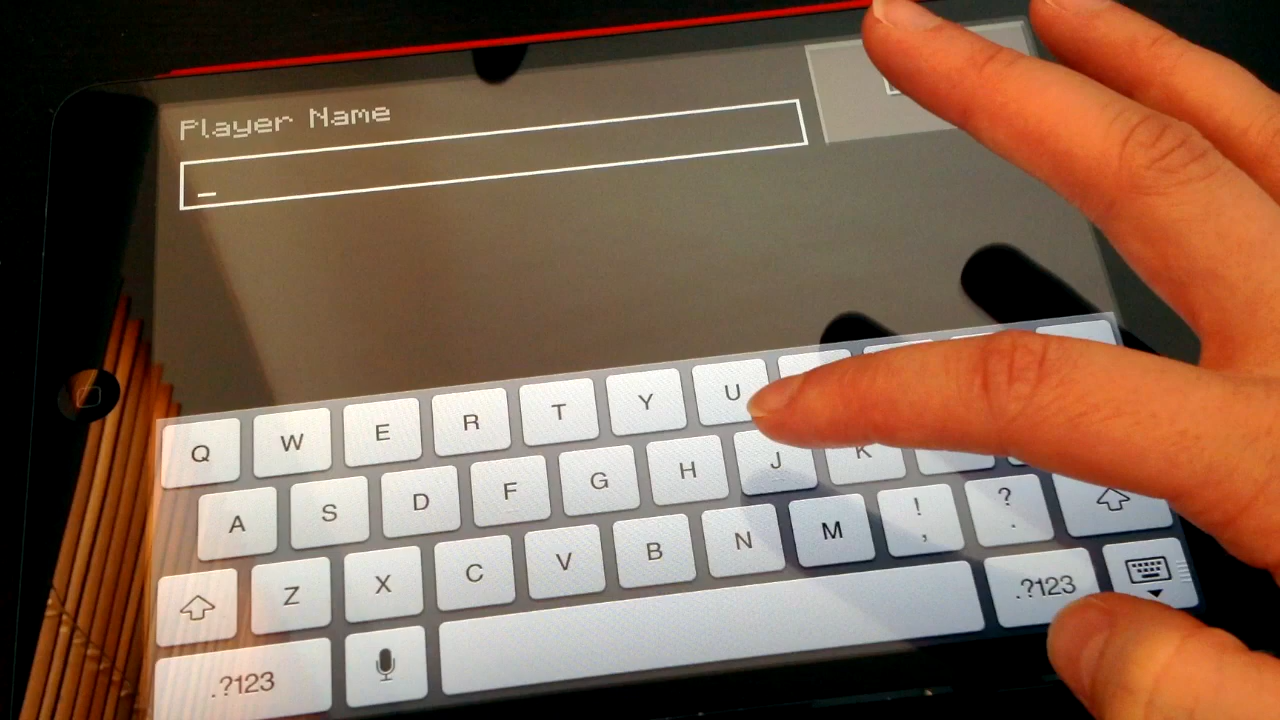 Player Name
_
Q W E R T Y U
A S D F G H J K
Z X C V B N M ! , ? .
.?123 .?123